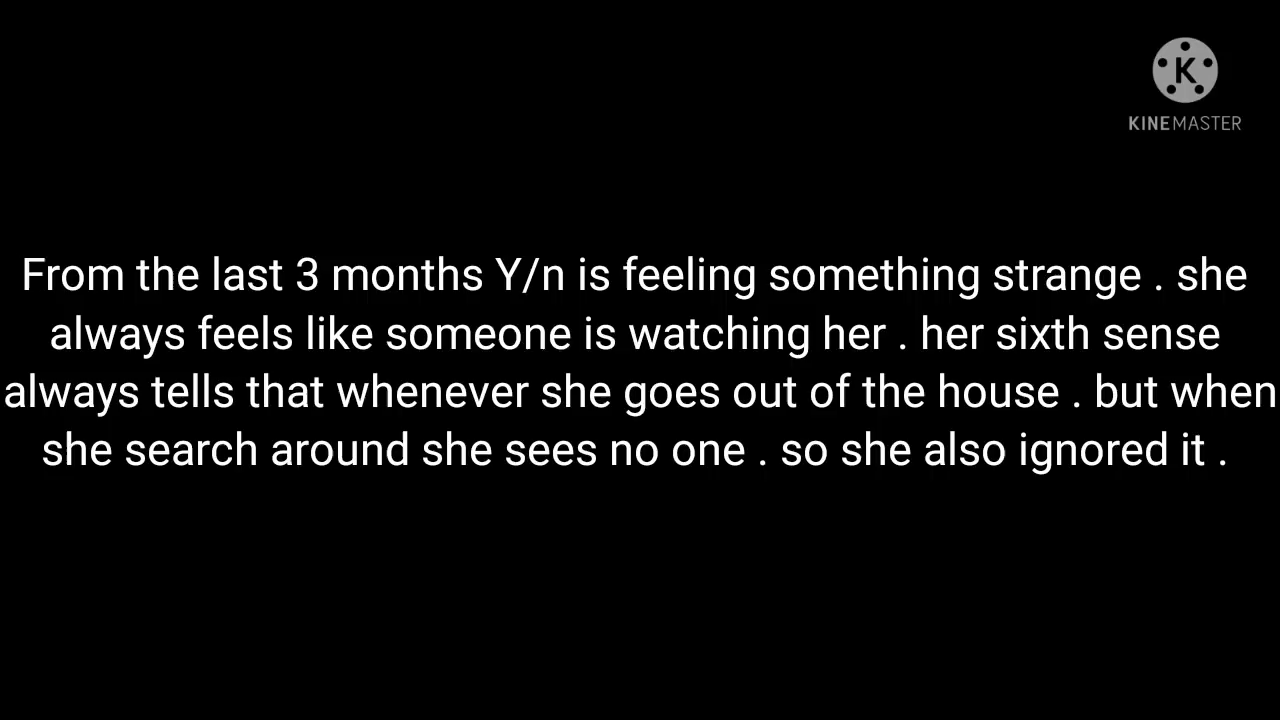 K
KINEMASTER
From the last 3 months Y/n is feeling something strange . she
always feels like someone is watching her . her sixth sense
always tells that whenever she goes out of the house . but when
she search around she sees no one . so she also ignored it .